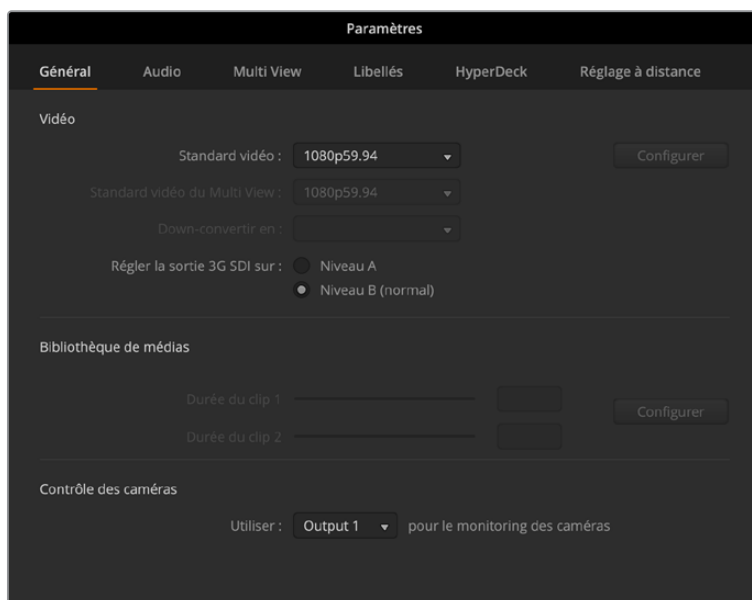 Paramètres
Général Audio Multi View Libellés HyperDeck Réglage à distance
Vidéo
Standard vidéo : 1080p59.94 Configurer
Standard vidéo du Multi View : 1080p59.94
Down-convertir en :
Régler la sortie 3G SDI sur : Niveau A
Niveau B (normal)
Bibliothèque de médias
Durée du clip 1
Configurer
Durée du clip 2
Contrôle des caméras
Utiliser : Output 1 pour le monitoring des caméras